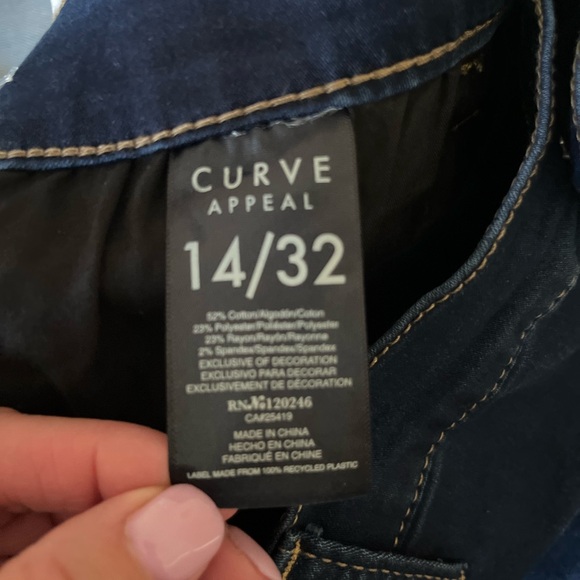 CURVE
APPEAL
14/32
52% Cotton/Algodón/Coton
23% Polyester/Poliéster/Polyester
23% Rayon/Rayón/Rayonne
2% Spandex/Spandex/Spandex
EXCLUSIVE OF DECORATION
EXCLUSIVO PARA DECORAR
EXCLUSIVEMENT DE DÉCORATION
RN№120246
CA#25419
MADE IN CHINA
HECHO EN CHINA
FABRIQUÉ EN CHINE
LABEL MADE FROM 100% RECYCLED PLASTIC